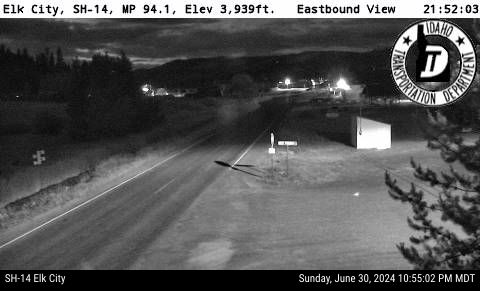 Elk City, SH-14, MP 94.1, Elev 3,939ft.   Eastbound View   21:52:03
IDAHO
TRANSPORTATION DEPARTMENT
SH-14 Elk City   Sunday, June 30, 2024 10:55:02 PM MDT